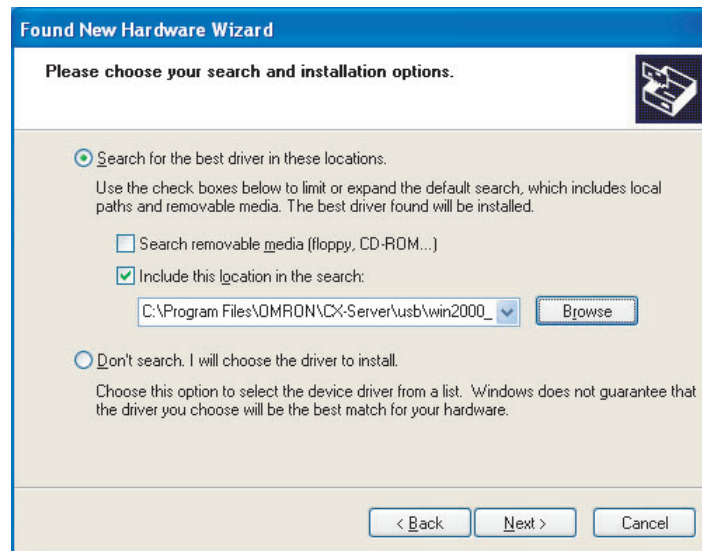 Found New Hardware Wizard
Please choose your search and installation options.
Search for the best driver in these locations.
Use the check boxes below to limit or expand the default search, which includes local
paths and removable media. The best driver found will be installed.
Search removable media (floppy, CD-ROM...)
Include this location in the search:
C:\Program Files\OMRON\CX-Server\usb\win2000_
Browse
Don't search. I will choose the driver to install.
Choose this option to select the device driver from a list. Windows does not guarantee that
the driver you choose will be the best match for your hardware.
< Back
Next >
Cancel